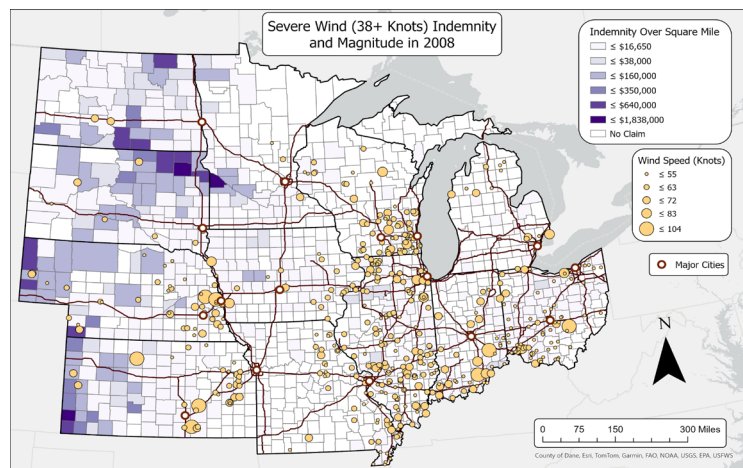 Severe Wind (38+ Knots) Indemnity
and Magnitude in 2008
Indemnity Over Square Mile
≤ $16,650
≤ $38,000
≤ $160,000
≤ $350,000
≤ $640,000
≤ $1,838,000
No Claim
Wind Speed (Knots)
≤ 55
≤ 63
≤ 72
≤ 83
≤ 104
Major Cities
N
0 75 150 300 Miles
County of Dane, Esri, TomTom, Garmin, FAO, NOAA, USGS, EPA, USFWS